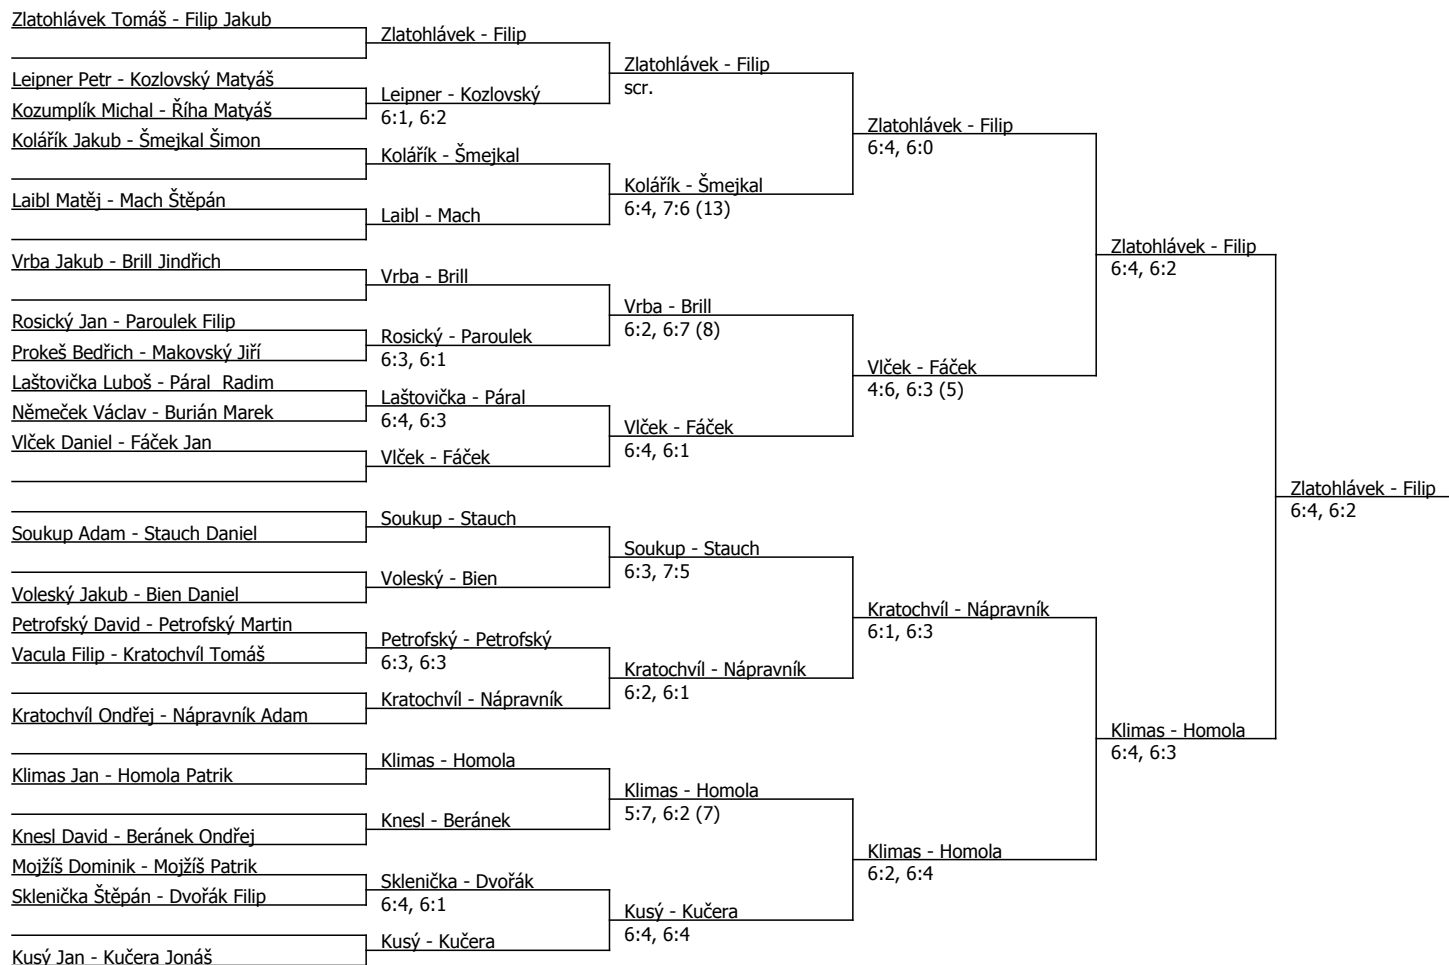 Zlatohlávek Tomáš - Filip Jakub
Leipner Petr - Kozlovský Matyáš
Kozumplík Michal - Říha Matyáš
Kolářík Jakub - Šmejkal Šimon
Laibl Matěj - Mach Štěpán
Vrba Jakub - Brill Jindřich
Rosický Jan - Paroulek Filip
Prokeš Bedřich - Makovský Jiří
Laštovička Luboš - Páral  Radim
Němeček Václav - Burián Marek
Vlček Daniel - Fáček Jan
Soukup Adam - Stauch Daniel
Voleský Jakub - Bien Daniel
Petrofský David - Petrofský Martin
Vacula Filip - Kratochvíl Tomáš
Kratochvíl Ondřej - Nápravník Adam
Klimas Jan - Homola Patrik
Knesl David - Beránek Ondřej
Mojžíš Dominik - Mojžíš Patrik
Sklenička Štěpán - Dvořák Filip
Kusý Jan - Kučera Jonáš
Zlatohlávek - Filip
Leipner - Kozlovský
6:1, 6:2
Kolářík - Šmejkal
Laibl - Mach
Vrba - Brill
Rosický - Paroulek
6:3, 6:1
Laštovička - Páral
6:4, 6:3
Vlček - Fáček
Soukup - Stauch
Voleský - Bien
Petrofský - Petrofský
6:3, 6:3
Kratochvíl - Nápravník
Klimas - Homola
Knesl - Beránek
Sklenička - Dvořák
6:4, 6:1
Kusý - Kučera
Zlatohlávek - Filip
scr.
Kolářík - Šmejkal
6:4, 7:6 (13)
Vrba - Brill
6:2, 6:7 (8)
Vlček - Fáček
6:4, 6:1
Soukup - Stauch
6:3, 7:5
Kratochvíl - Nápravník
6:2, 6:1
Klimas - Homola
5:7, 6:2 (7)
Kusý - Kučera
6:4, 6:4
Zlatohlávek - Filip
6:4, 6:0
Vlček - Fáček
4:6, 6:3 (5)
Kratochvíl - Nápravník
6:1, 6:3
Klimas - Homola
6:2, 6:4
Zlatohlávek - Filip
6:4, 6:2
Klimas - Homola
6:4, 6:3
Zlatohlávek - Filip
6:4, 6:2